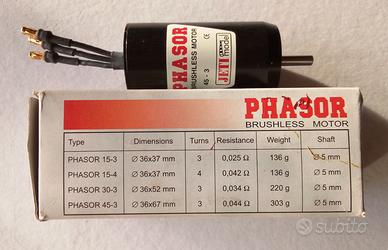 PHASOR
BRUSHLESS MOTOR
45 - 3
CE
JETI
model
PHASOR
BRUSHLESS MOTOR
Type Dimensions Turns Resistance Weight Shaft
PHASOR 15-3 Ø 36x37 mm 3 0,025 Ω 136 g Ø 5 mm
PHASOR 15-4 Ø 36x37 mm 4 0,042 Ω 136 g Ø 5 mm
PHASOR 30-3 Ø 36x52 mm 3 0,034 Ω 220 g Ø 5 mm
PHASOR 45-3 Ø 36x67 mm 3 0,044 Ω 303 g Ø 5 mm
subito